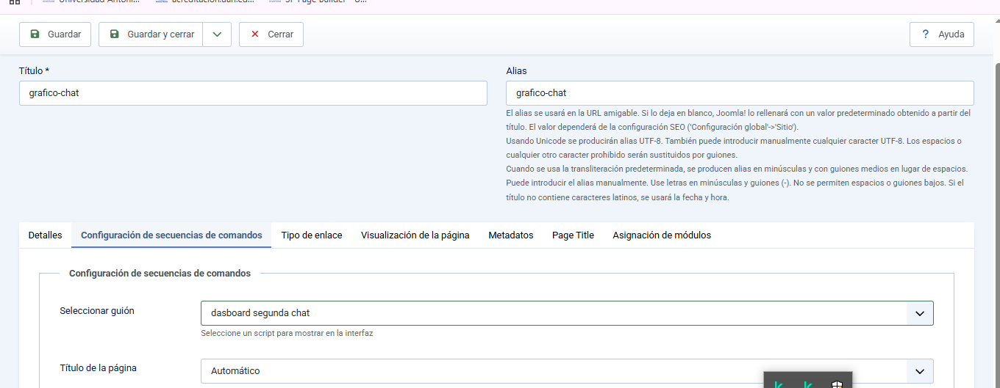 Universidad Antoni... acreditacion.uan.ed... SP Page Builder - U...
Guardar Guardar y cerrar Cerrar ? Ayuda
Título * Alias
grafico-chat grafico-chat
El alias se usará en la URL amigable. Si lo deja en blanco, Joomla! lo rellenará con un valor predeterminado obtenido a partir del
título. El valor dependerá de la configuración SEO ('Configuración global'->'Sitio').
Usando Unicode se producirán alias UTF-8. También puede introducir manualmente cualquier caracter UTF-8. Los espacios o
cualquier otro caracter prohibido serán sustituidos por guiones.
Cuando se usa la transliteración predeterminada, se producen alias en minúsculas y con guiones medios en lugar de espacios.
Puede introducir el alias manualmente. Use letras en minúsculas y guiones (-). No se permiten espacios o guiones bajos. Si el
título no contiene caracteres latinos, se usará la fecha y hora.
Detalles Configuración de secuencias de comandos Tipo de enlace Visualización de la página Metadatos Page Title Asignación de módulos
Configuración de secuencias de comandos
Seleccionar guión dasboard segunda chat
Seleccione un script para mostrar en la interfaz
Título de la página Automático